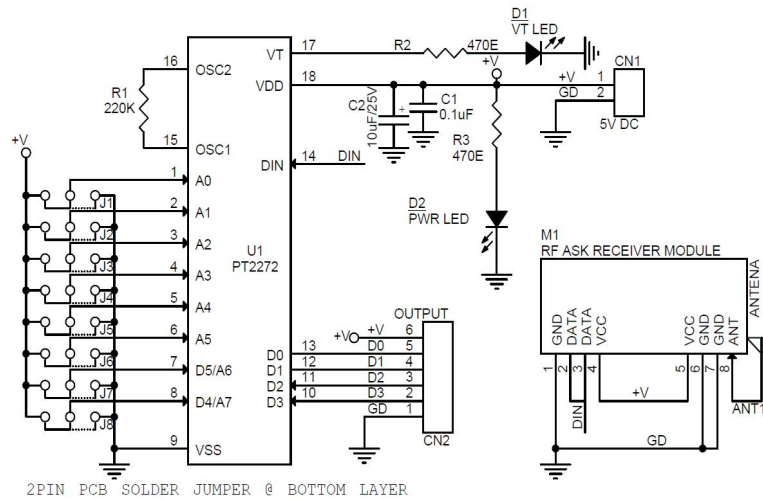 D1
VT LED
17
R2
470E
VT
+V
CN1
16
OSC2
VDD
18
+V
1
GD
2
5V DC
R1
220K
C2
10uF/25V
+
C1
0.1uF
R3
470E
15
OSC1
+V
DIN
14
DIN
1
A0
J1
2
A1
J2
3
A2
J3
4
A3
J4
5
A4
J5
6
A5
J6
7
D5/A6
J7
8
D4/A7
J8
9
VSS
U1
PT2272
D2
PWR LED
M1
RF ASK RECEIVER MODULE
ANTENA
GND
DATA
DATA
VCC
VCC
GND
GND
ANT
1
2
3
4
5
6
7
8
+V
DIN
ANT1
GD
OUTPUT
+V
+V
6
D0
13
D0
5
D1
12
D1
4
D2
11
D2
3
D3
10
D3
2
GD
1
CN2
2PIN PCB SOLDER JUMPER @ BOTTOM LAYER